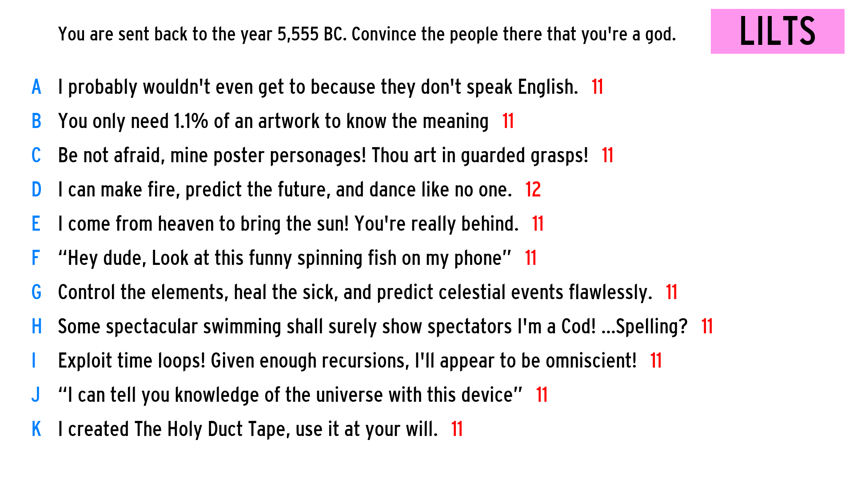 You are sent back to the year 5,555 BC. Convince the people there that you're a god.
LILTS
A I probably wouldn't even get to because they don't speak English. 11
B You only need 1.1% of an artwork to know the meaning 11
C Be not afraid, mine poster personages! Thou art in guarded grasps! 11
D I can make fire, predict the future, and dance like no one. 12
E I come from heaven to bring the sun! You're really behind. 11
F “Hey dude, Look at this funny spinning fish on my phone” 11
G Control the elements, heal the sick, and predict celestial events flawlessly. 11
H Some spectacular swimming shall surely show spectators I'm a Cod! ...Spelling? 11
I Exploit time loops! Given enough recursions, I'll appear to be omniscient! 11
J “I can tell you knowledge of the universe with this device” 11
K I created The Holy Duct Tape, use it at your will. 11